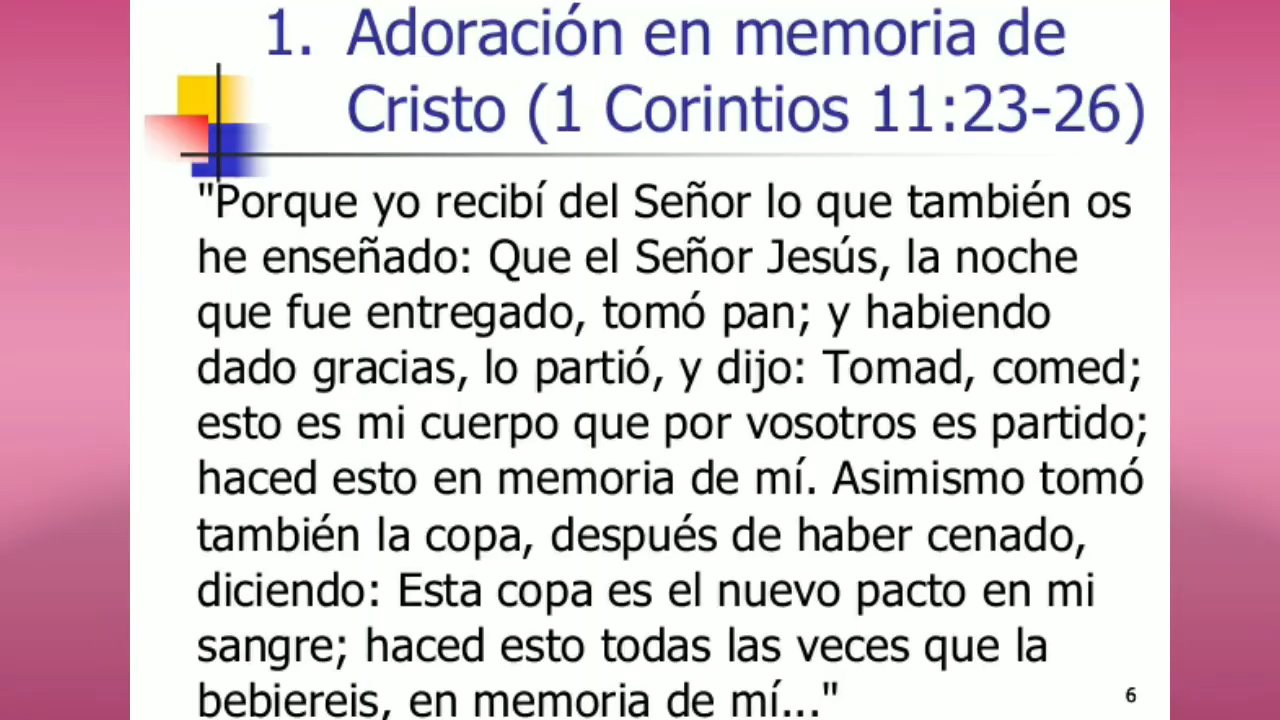 1. Adoración en memoria de
Cristo (1 Corintios 11:23-26)
"Porque yo recibí del Señor lo que también os
he enseñado: Que el Señor Jesús, la noche
que fue entregado, tomó pan; y habiendo
dado gracias, lo partió, y dijo: Tomad, comed;
esto es mi cuerpo que por vosotros es partido;
haced esto en memoria de mí. Asimismo tomó
también la copa, después de haber cenado,
diciendo: Esta copa es el nuevo pacto en mi
sangre; haced esto todas las veces que la
bebiereis, en memoria de mí..."
6